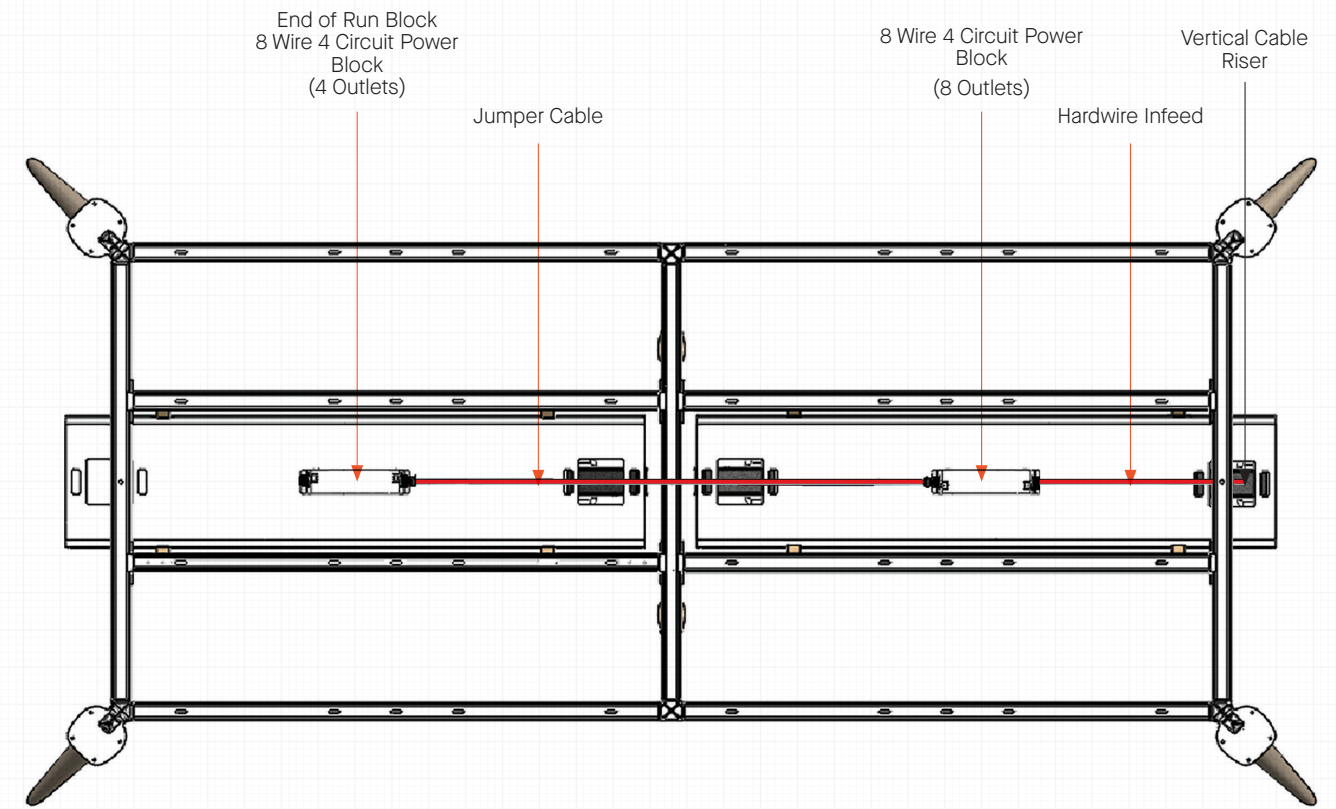 End of Run Block
8 Wire 4 Circuit Power
Block
(4 Outlets)
Jumper Cable
8 Wire 4 Circuit Power
Block
(8 Outlets)
Hardwire Infeed
Vertical Cable
Riser